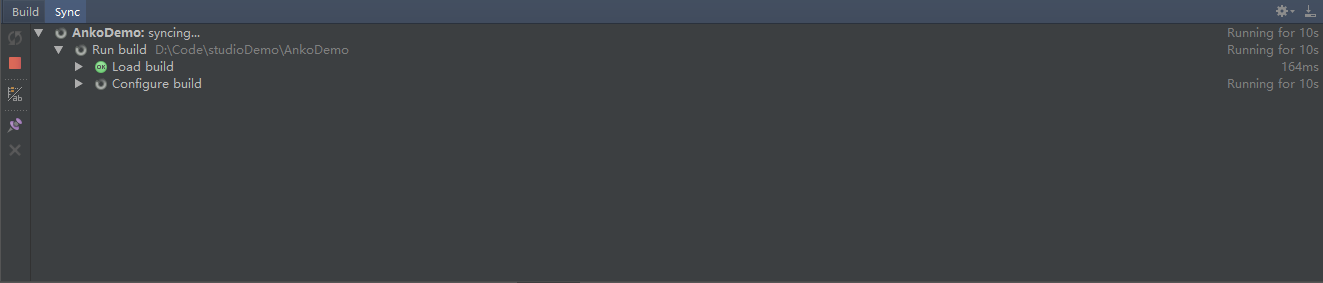 Build Sync
AnkoDemo: syncing... Running for 10s
Run build D:\Code\studioDemo\AnkoDemo Running for 10s
OK Load build 164ms
Configure build Running for 10s